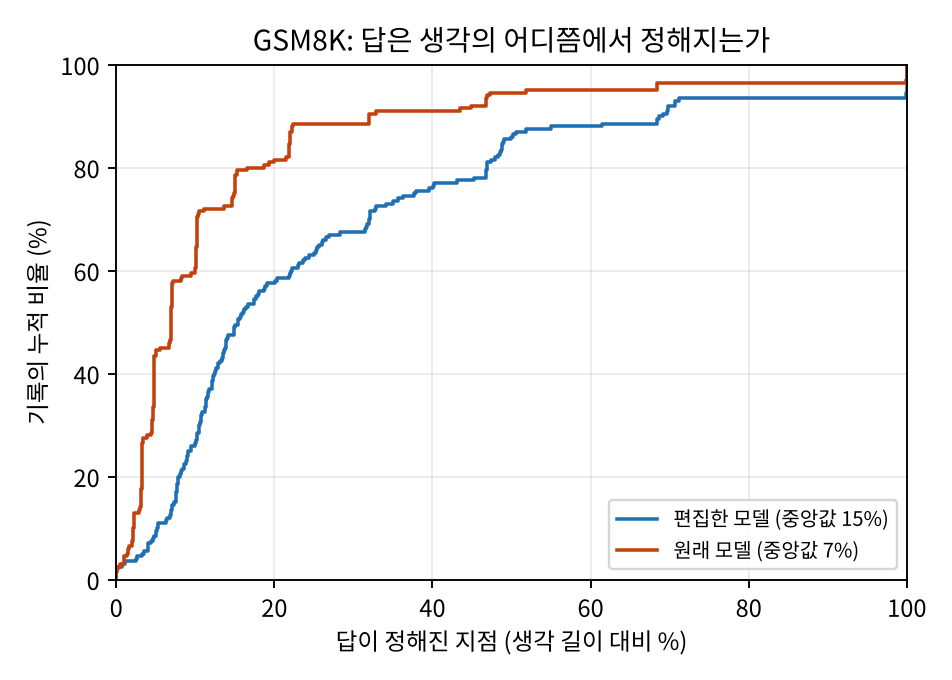 GSM8K: 답은 생각의 어디쯤에서 정해지는가
기록의 누적 비율 (%)
100
80
60
40
20
0
편집한 모델 (중앙값 15%)
원래 모델 (중앙값 7%)
0 20 40 60 80 100
답이 정해진 지점 (생각 길이 대비 %)